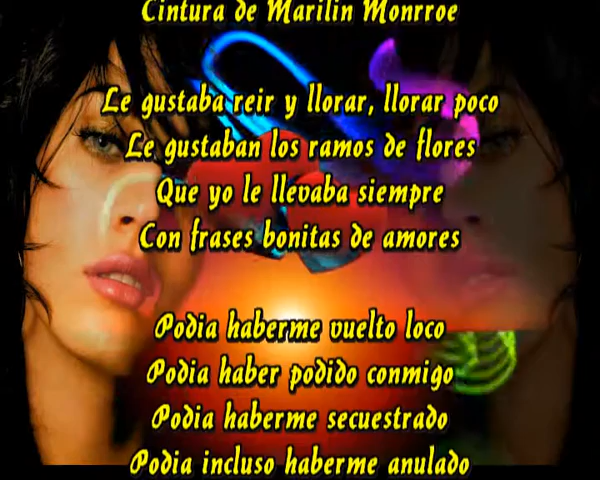 Cintura de Marilin Monrroe
Le gustaba reir y llorar, llorar poco
Le gustaban los ramos de flores
Que yo le llevaba siempre
Con frases bonitas de amores
Podia haberme vuelto loco
Podia haber podido conmigo
Podia haberme secuestrado
Podia incluso haberme anulado